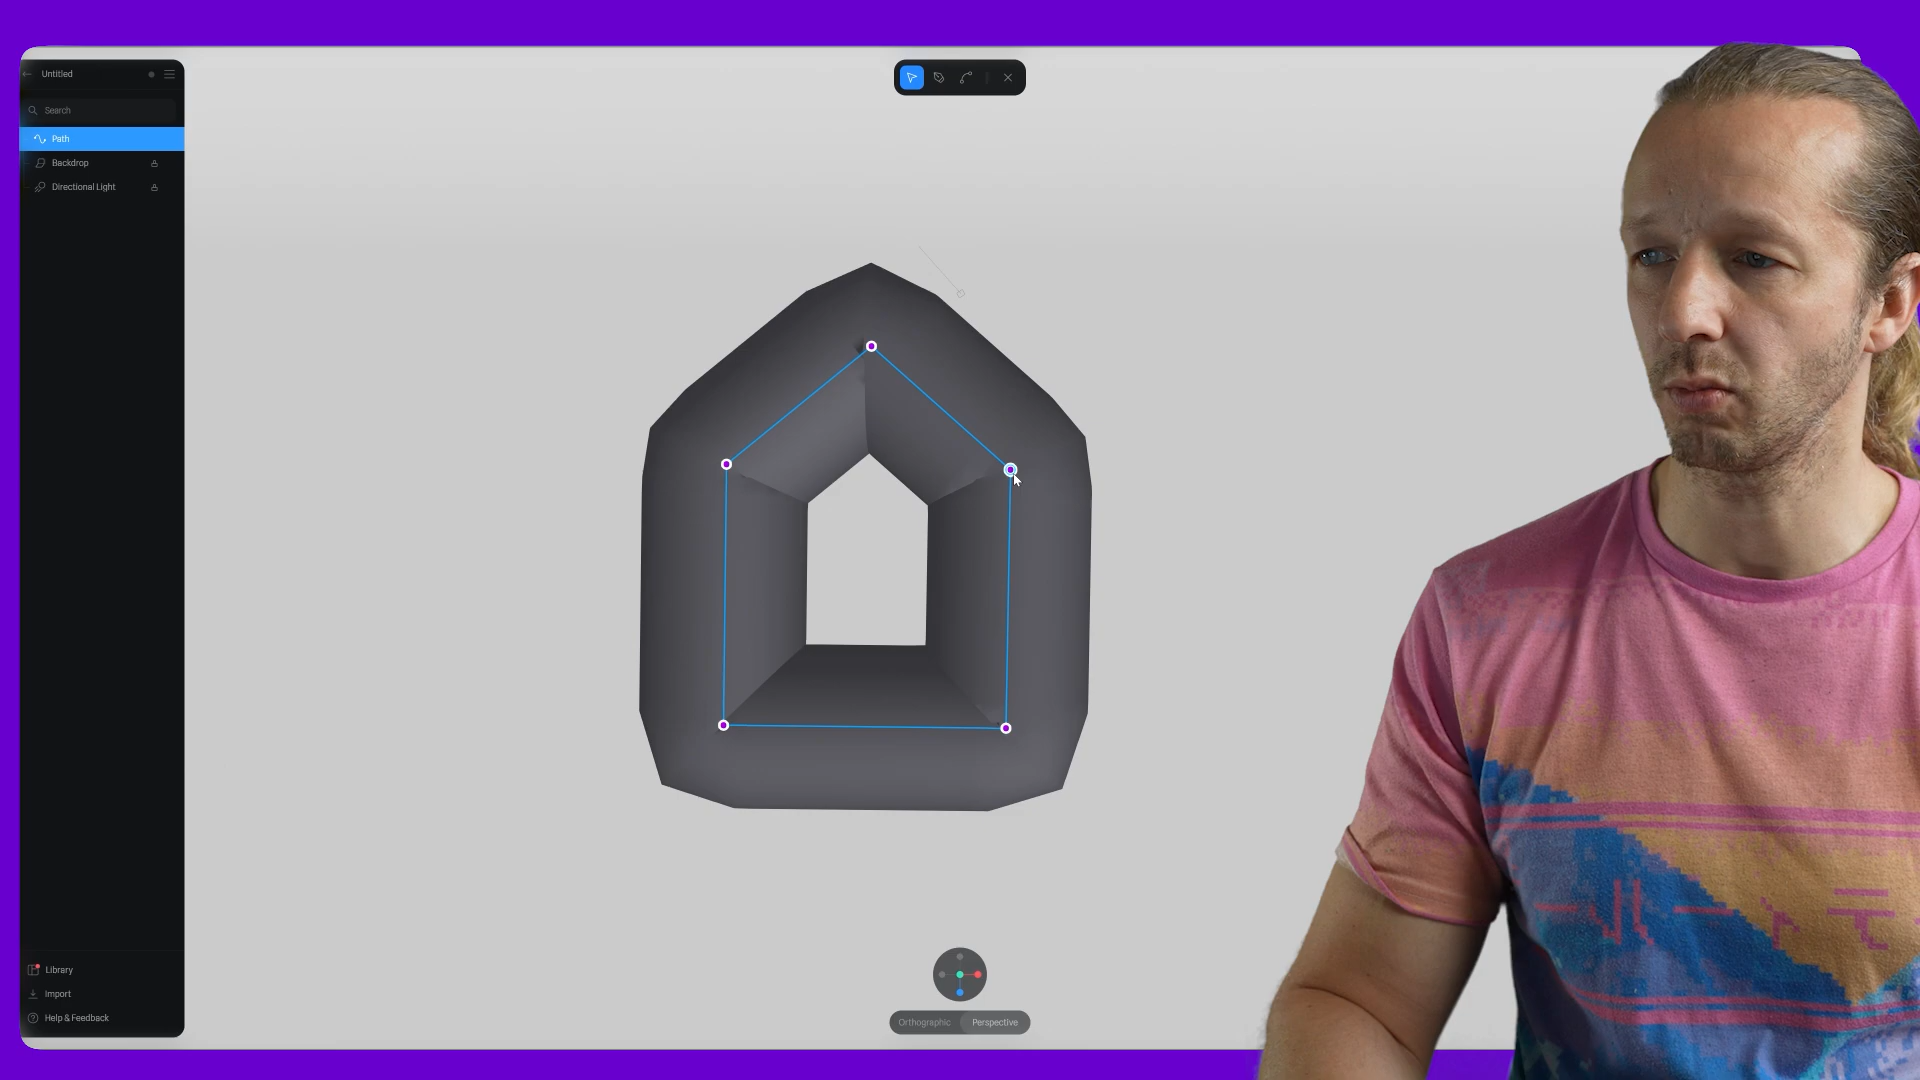 Untitled
Search
Path
Backdrop
Directional Light
Library
Import
Help & Feedback
Orthographic
Perspective